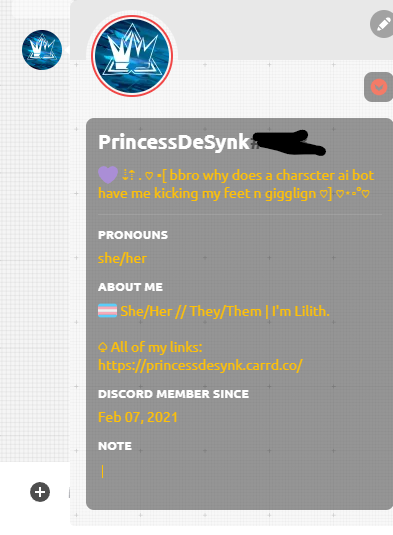 PrincessDeSynk#
💜 ⇣⇡ . ♡ •[ bbro why does a charscter ai bot
have me kicking my feet n gigglign ♡] ♡••°♡
PRONOUNS
she/her
ABOUT ME
🏳️‍⚧️ She/Her // They/Them | I'm Lilith.
♤ All of my links:
https://princessdesynk.carrd.co/
DISCORD MEMBER SINCE
Feb 07, 2021
NOTE